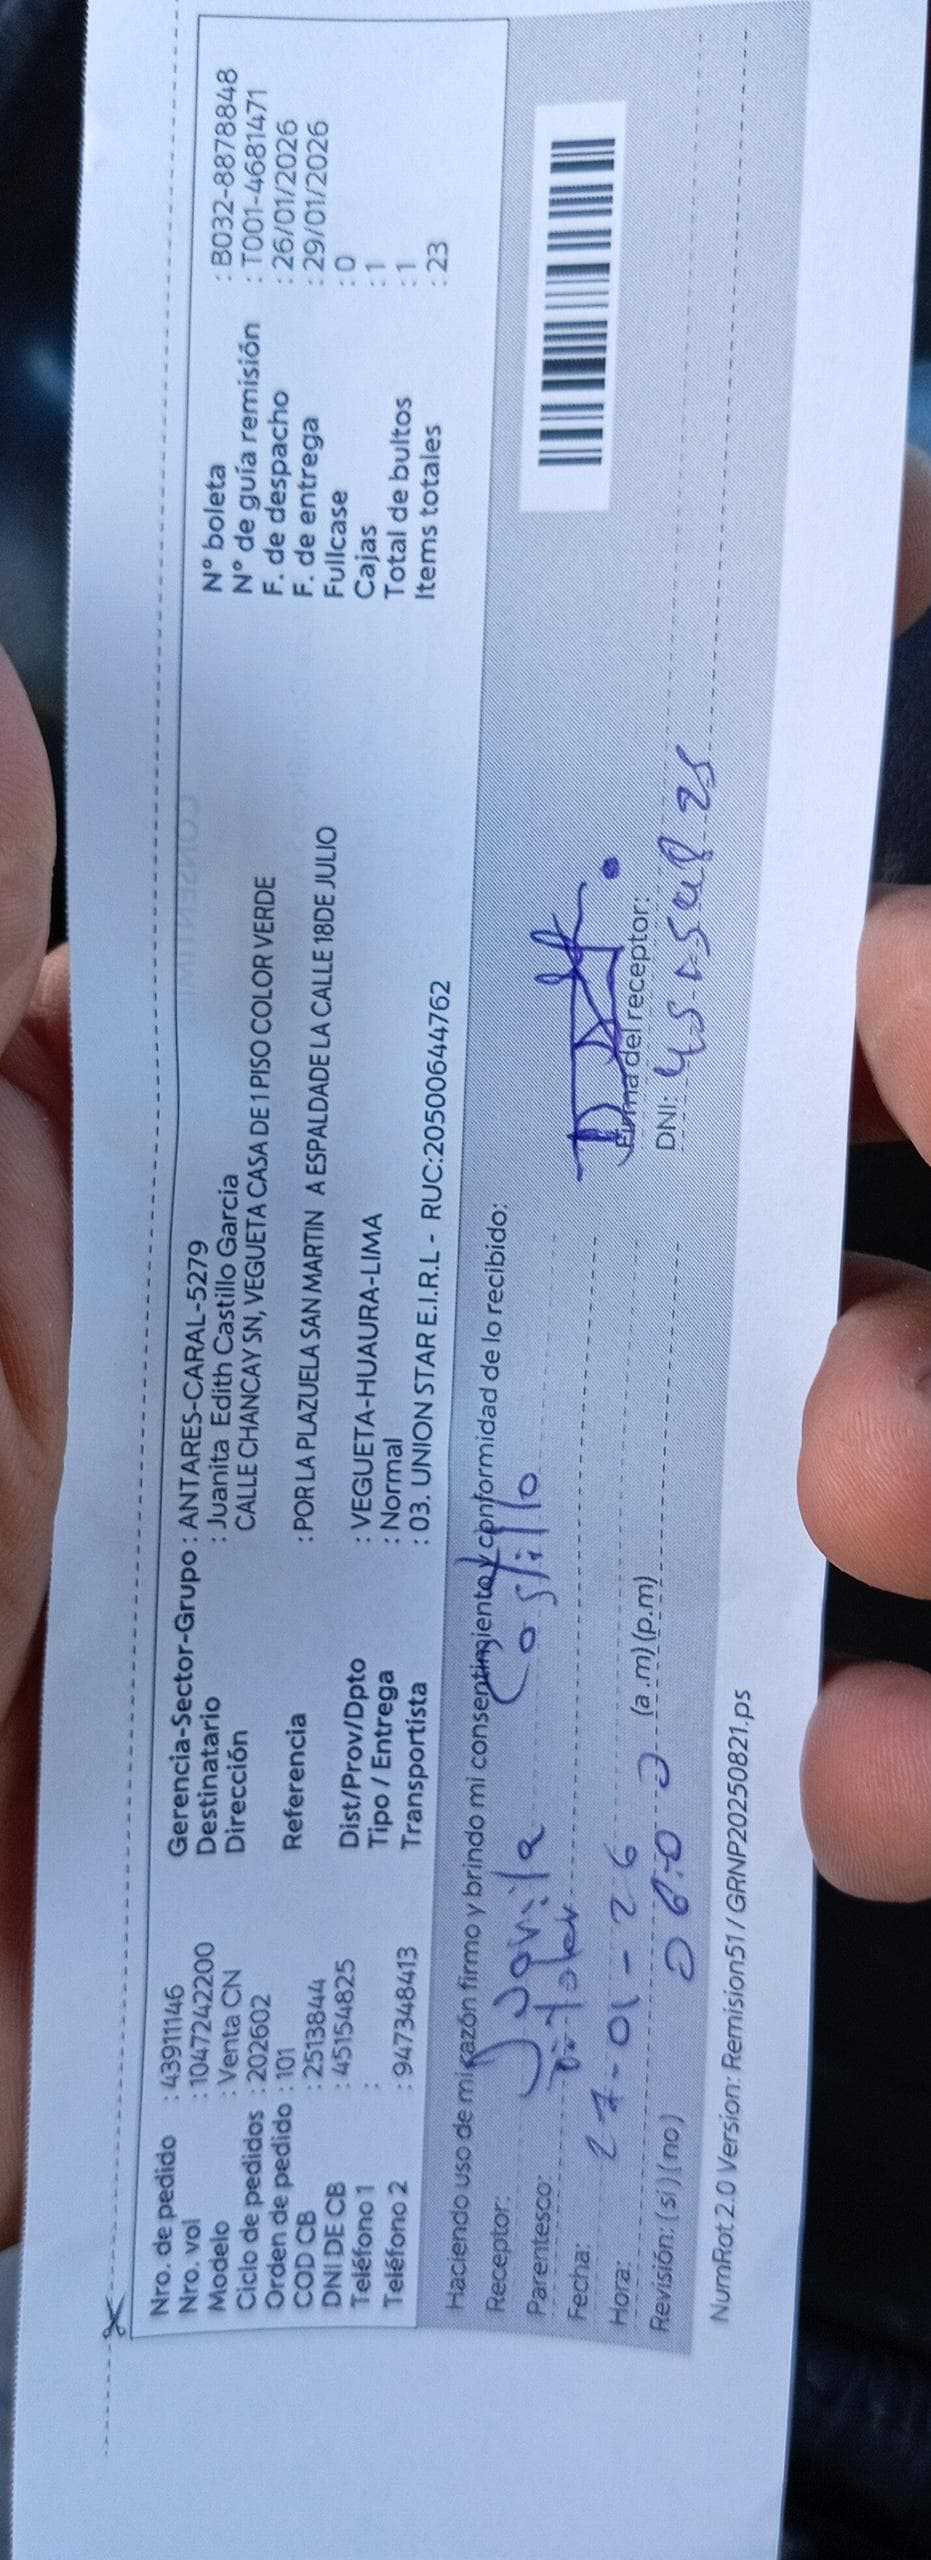 Nro. de pedido : 43911146
Nro. vol : 1047242200
Modelo : Venta CN
Ciclo de pedidos : 202602
Orden de pedido : 101
COD CB : 2513844
DNI DE CB : 45154825
Teléfono 1 :
Teléfono 2 : 947348413
Gerencia-Sector-Grupo : ANTARES-CARAL-5279
Destinatario : Juanita Edith Castillo Garcia
Dirección CALLE CHANCAY SN, VEGUETA CASA DE 1 PISO COLOR VERDE
Referencia : POR LA PLAZUELA SAN MARTIN A ESPALDADE LA CALLE 18DE JULIO
Dist/Prov/Dpto : VEGUETA-HUAURA-LIMA
Tipo / Entrega : Normal
Transportista : 03. UNION STAR E.I.R.L - RUC:20500644762
N° boleta : B032-8878848
N° de guía remisión : T001-4681471
F. de despacho : 26/01/2026
F. de entrega : 29/01/2026
Fullcase : 0
Cajas : 1
Total de bultos : 1
Items totales : 23
Haciendo uso de mi razón firmo y brindo mi consentimiento y conformidad de lo recibido:
Receptor: Juanita Castillo
Parentesco: titular
Fecha: 27-01-26
Hora: (a .m) (p.m)
Revisión: (si) (no)
Firma del receptor:
DNI: 45154825
NumRot 2.0 Version: Remision51 / GRNP20250821.ps